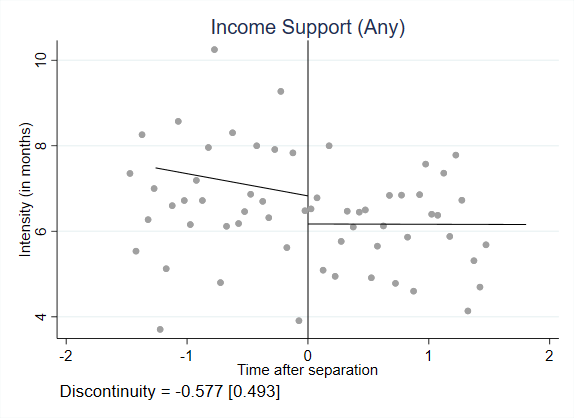 Income Support (Any)
Intensity (in months)
10
8
6
4
-2
-1
0
1
2
Time after separation
Discontinuity = -0.577 [0.493]